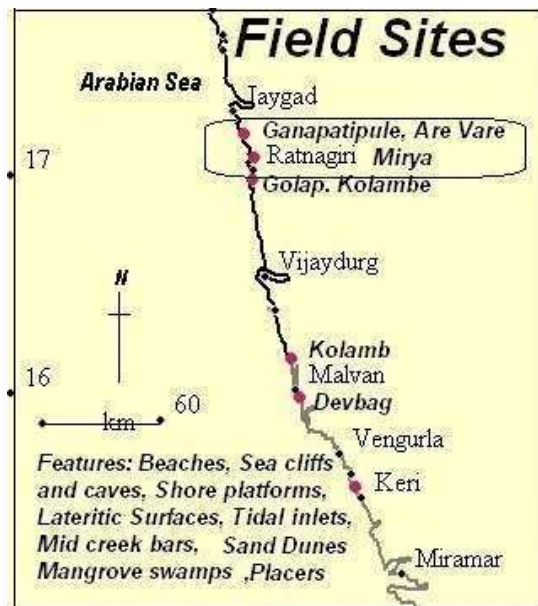 Field Sites
Arabian Sea
Jaygad
Ganapatipule, Are Vare
Ratnagiri Mirya
17
Golap. Kolambe
Vijaydurg
N
Kolamb
16
Malvan
60
Devbag
km
Vengurla
Features: Beaches, Sea cliffs
and caves, Shore platforms,
Keri
Lateritic Surfaces, Tidal inlets,
Mid creek bars, Sand Dunes
Miramar
Mangrove swamps ,Placers